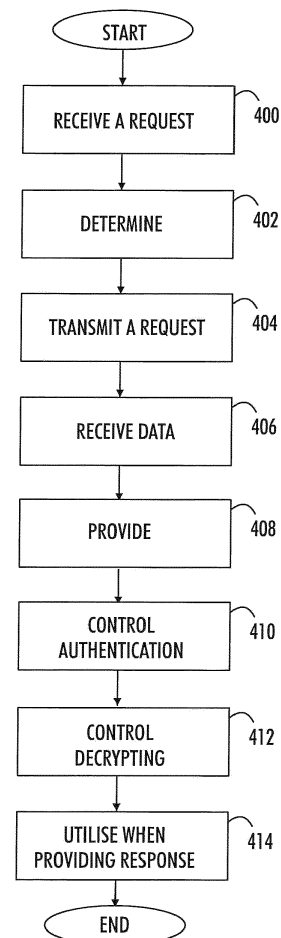 START
RECEIVE A REQUEST
400
DETERMINE
402
TRANSMIT A REQUEST
404
RECEIVE DATA
406
PROVIDE
408
CONTROL
AUTHENTICATION
410
CONTROL
DECRYPTING
412
UTILISE WHEN
PROVIDING RESPONSE
414
END